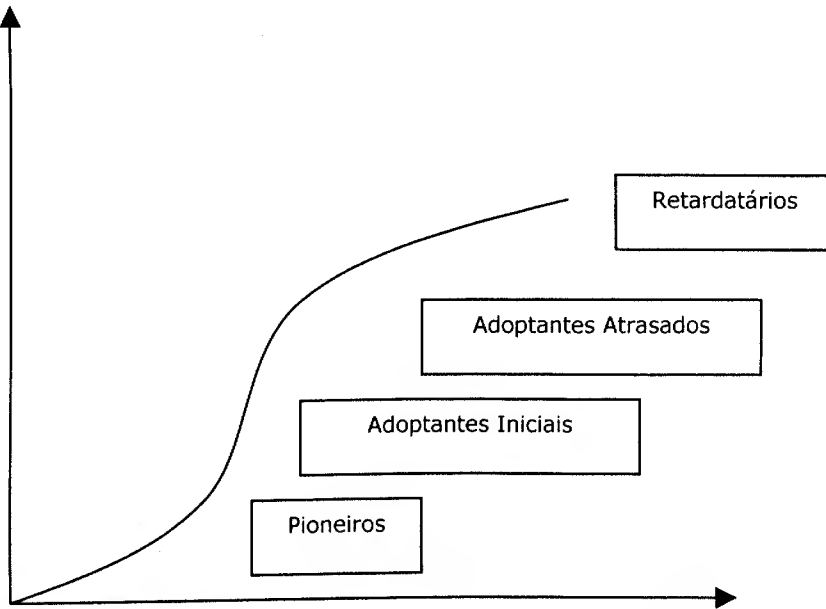 Retardatários
Adoptantes Atrasados
Adoptantes Iniciais
Pioneiros